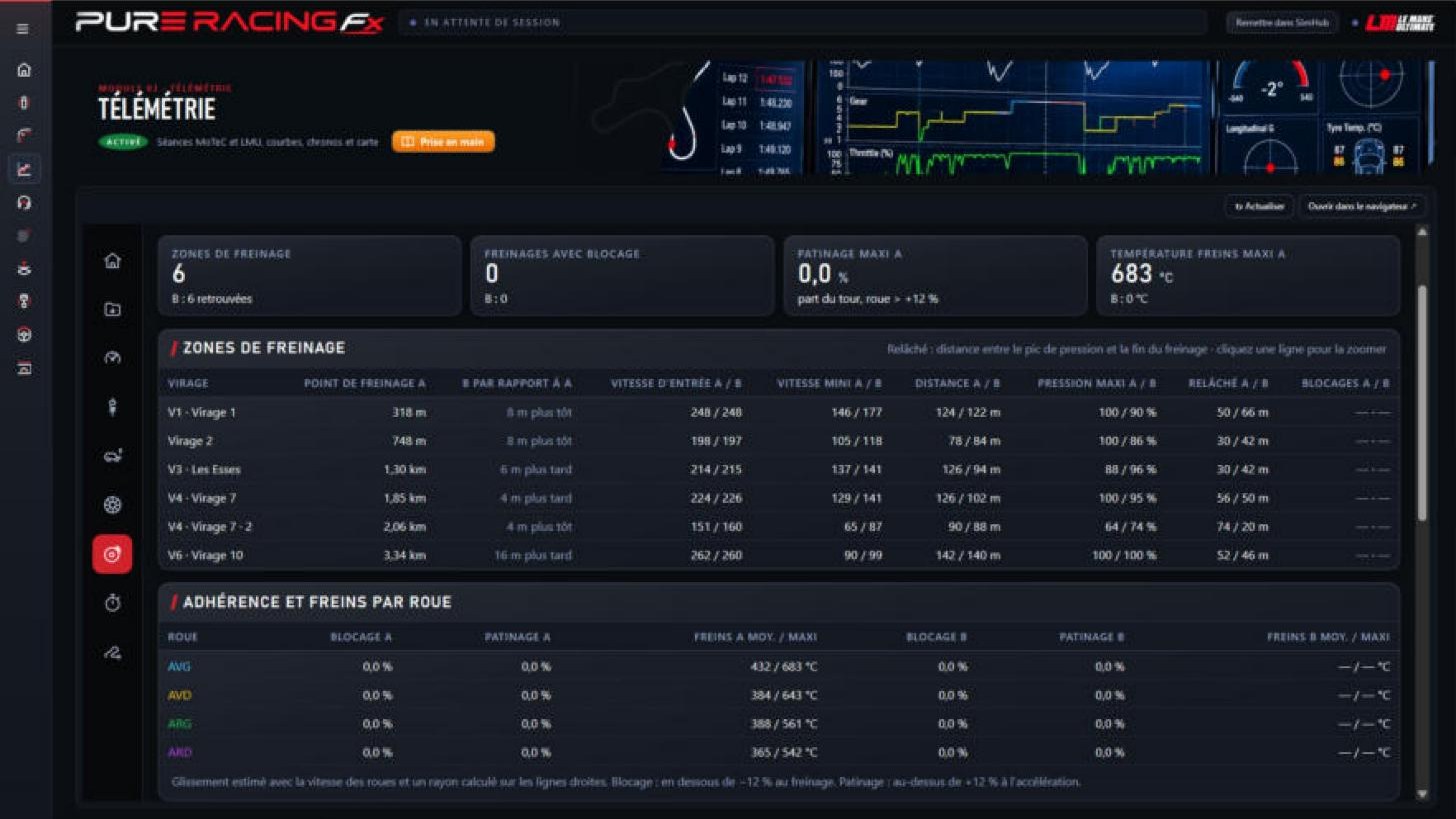 PURE RACING Fx
EN ATTENTE DE SESSION
Remettre dans SimHub
LM LE MANS ULTIMATE
TÉLÉMÉTRIE
ACTIVÉ
Séances MoTeC et LMU, courbes, chronos et carte
Prise en main
Lap 12
Lap 11 1:48.230
Lap 10 1:48.947
Lap 9 1:49.120
Gear
Throttle (%)
-2°
Longitudinal G
Tyre Temp. (°C)
87 87
86 86
Actualiser
Ouvrir dans le navigateur
ZONES DE FREINAGE
6
B : 6 retrouvées
FREINAGES AVEC BLOCAGE
0
B : 0
PATINAGE MAXI A
0,0 %
part du tour, roue > +12 %
TEMPÉRATURE FREINS MAXI A
683 °C
B : 0 °C
ZONES DE FREINAGE
Relâché : distance entre le pic de pression et la fin du freinage · cliquez une ligne pour la zoomer
VIRAGE POINT DE FREINAGE A B PAR RAPPORT À A VITESSE D'ENTRÉE A / B VITESSE MINI A / B DISTANCE A / B PRESSION MAXI A / B RELÂCHÉ A / B BLOCAGES A / B
V1 · Virage 1 318 m 8 m plus tôt 248 / 248 146 / 177 124 / 122 m 100 / 90 % 50 / 66 m — · —
Virage 2 748 m 8 m plus tôt 198 / 197 105 / 118 78 / 84 m 100 / 86 % 30 / 42 m — · —
V3 · Les Esses 1,30 km 6 m plus tard 214 / 215 137 / 141 126 / 94 m 88 / 96 % 30 / 42 m — · —
V4 · Virage 7 1,85 km 4 m plus tard 224 / 226 129 / 141 126 / 102 m 100 / 95 % 56 / 50 m — · —
V4 · Virage 7 · 2 2,06 km 4 m plus tôt 151 / 160 65 / 87 90 / 88 m 64 / 74 % 74 / 20 m — · —
V6 · Virage 10 3,34 km 16 m plus tard 262 / 260 90 / 99 142 / 140 m 100 / 100 % 52 / 46 m — · —
ADHÉRENCE ET FREINS PAR ROUE
ROUE BLOCAGE A PATINAGE A FREINS A MOY. / MAXI BLOCAGE B PATINAGE B FREINS B MOY. / MAXI
AVG 0,0 % 0,0 % 432 / 683 °C 0,0 % 0,0 % — / — °C
AVD 0,0 % 0,0 % 384 / 643 °C 0,0 % 0,0 % — / — °C
ARG 0,0 % 0,0 % 388 / 561 °C 0,0 % 0,0 % — / — °C
ARD 0,0 % 0,0 % 365 / 542 °C 0,0 % 0,0 % — / — °C
Glissement estimé avec la vitesse des roues et un rayon calculé sur les lignes droites. Blocage : en dessous de −12 % au freinage. Patinage : au-dessus de +12 % à l'accélération.